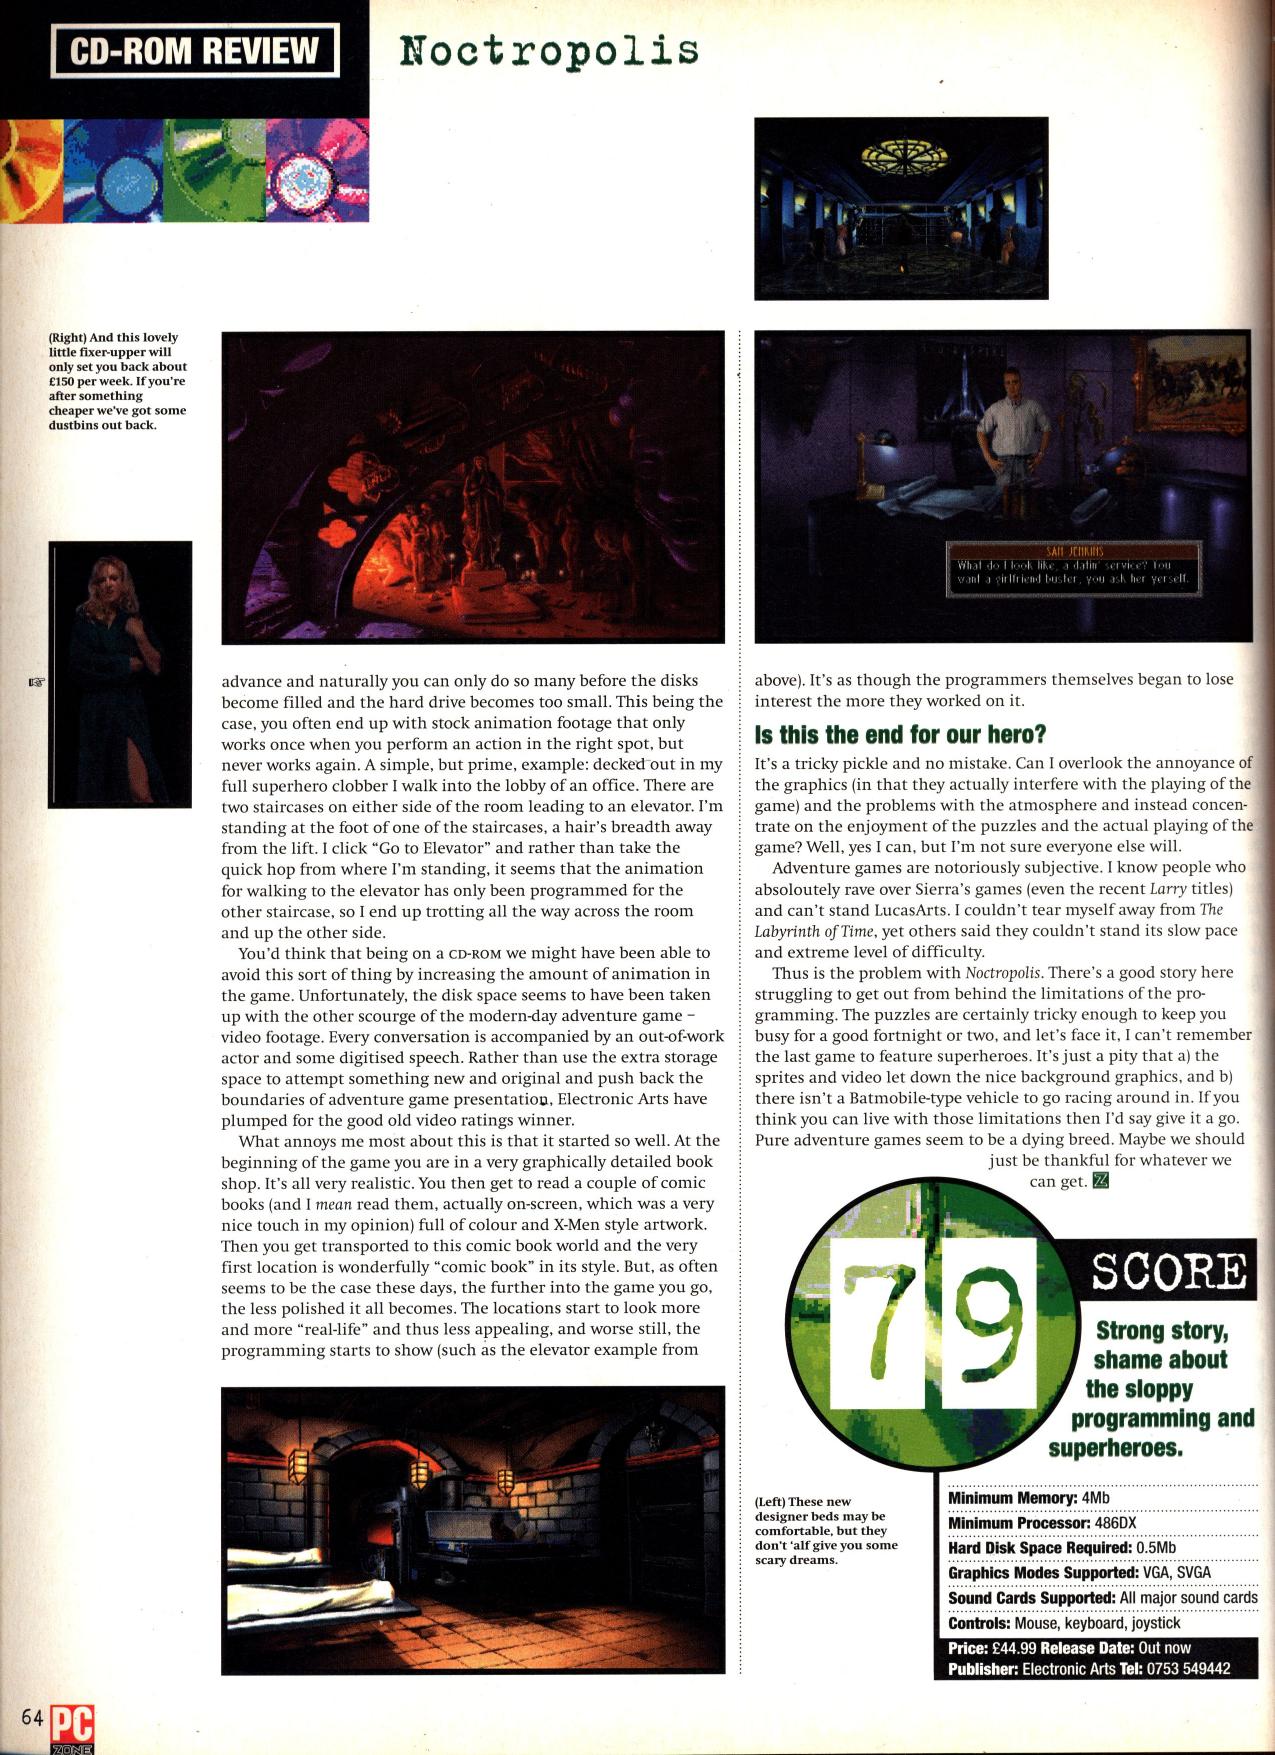 CD-ROM REVIEW
Noctropolis
(Right) And this lovely
little fixer-upper will
only set you back about
£150 per week. If you're
after something
cheaper we've got some
dustbins out back.
SAM JENKINS
What do I look like, a datin' service? You
want a girlfriend buster, you ask her yerself.
advance and naturally you can only do so many before the disks
become filled and the hard drive becomes too small. This being the
case, you often end up with stock animation footage that only
works once when you perform an action in the right spot, but
never works again. A simple, but prime, example: decked out in my
full superhero clobber I walk into the lobby of an office. There are
two staircases on either side of the room leading to an elevator. I'm
standing at the foot of one of the staircases, a hair's breadth away
from the lift. I click “Go to Elevator” and rather than take the
quick hop from where I'm standing, it seems that the animation
for walking to the elevator has only been programmed for the
other staircase, so I end up trotting all the way across the room
and up the other side.
You'd think that being on a CD-ROM we might have been able to
avoid this sort of thing by increasing the amount of animation in
the game. Unfortunately, the disk space seems to have been taken
up with the other scourge of the modern-day adventure game –
video footage. Every conversation is accompanied by an out-of-work
actor and some digitised speech. Rather than use the extra storage
space to attempt something new and original and push back the
boundaries of adventure game presentation, Electronic Arts have
plumped for the good old video ratings winner.
What annoys me most about this is that it started so well. At the
beginning of the game you are in a very graphically detailed book
shop. It's all very realistic. You then get to read a couple of comic
books (and I mean read them, actually on-screen, which was a very
nice touch in my opinion) full of colour and X-Men style artwork.
Then you get transported to this comic book world and the very
first location is wonderfully “comic book” in its style. But, as often
seems to be the case these days, the further into the game you go,
the less polished it all becomes. The locations start to look more
and more “real-life” and thus less appealing, and worse still, the
programming starts to show (such as the elevator example from
above). It's as though the programmers themselves began to lose
interest the more they worked on it.
Is this the end for our hero?
It's a tricky pickle and no mistake. Can I overlook the annoyance of
the graphics (in that they actually interfere with the playing of the
game) and the problems with the atmosphere and instead concen-
trate on the enjoyment of the puzzles and the actual playing of the
game? Well, yes I can, but I'm not sure everyone else will.
Adventure games are notoriously subjective. I know people who
absoloutely rave over Sierra's games (even the recent Larry titles)
and can't stand LucasArts. I couldn't tear myself away from The
Labyrinth of Time, yet others said they couldn't stand its slow pace
and extreme level of difficulty.
Thus is the problem with Noctropolis. There's a good story here
struggling to get out from behind the limitations of the pro-
gramming. The puzzles are certainly tricky enough to keep you
busy for a good fortnight or two, and let's face it, I can't remember
the last game to feature superheroes. It's just a pity that a) the
sprites and video let down the nice background graphics, and b)
there isn't a Batmobile-type vehicle to go racing around in. If you
think you can live with those limitations then I'd say give it a go.
Pure adventure games seem to be a dying breed. Maybe we should
just be thankful for whatever we
can get. Z
79
SCORE
Strong story,
shame about
the sloppy
programming and
superheroes.
(Left) These new
designer beds may be
comfortable, but they
don't 'alf give you some
scary dreams.
Minimum Memory: 4Mb
Minimum Processor: 486DX
Hard Disk Space Required: 0.5Mb
Graphics Modes Supported: VGA, SVGA
Sound Cards Supported: All major sound cards
Controls: Mouse, keyboard, joystick
Price: £44.99 Release Date: Out now
Publisher: Electronic Arts Tel: 0753 549442
64 PC
ZONE